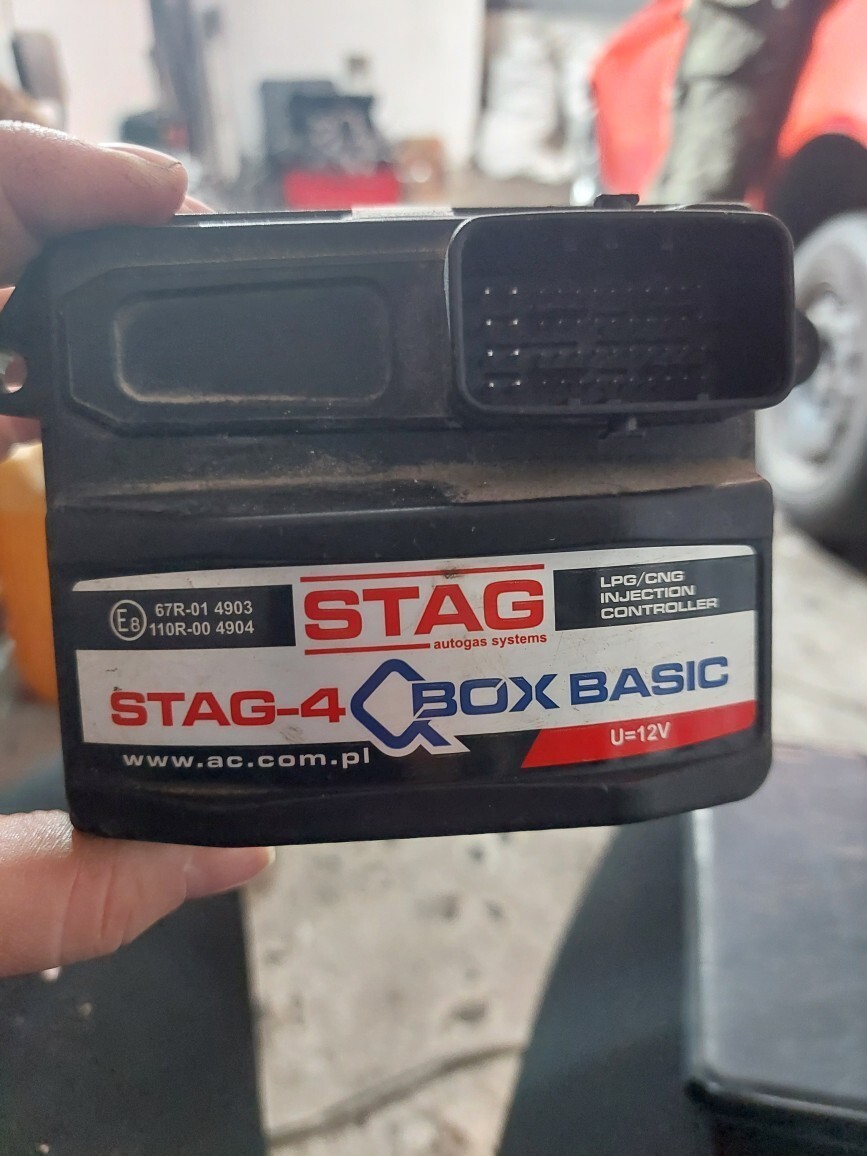 E8
67R-01 4903
110R-00 4904
STAG
autogas systems
LPG/CNG
INJECTION
CONTROLLER
STAG-4 QBOX BASIC
www.ac.com.pl
U=12V